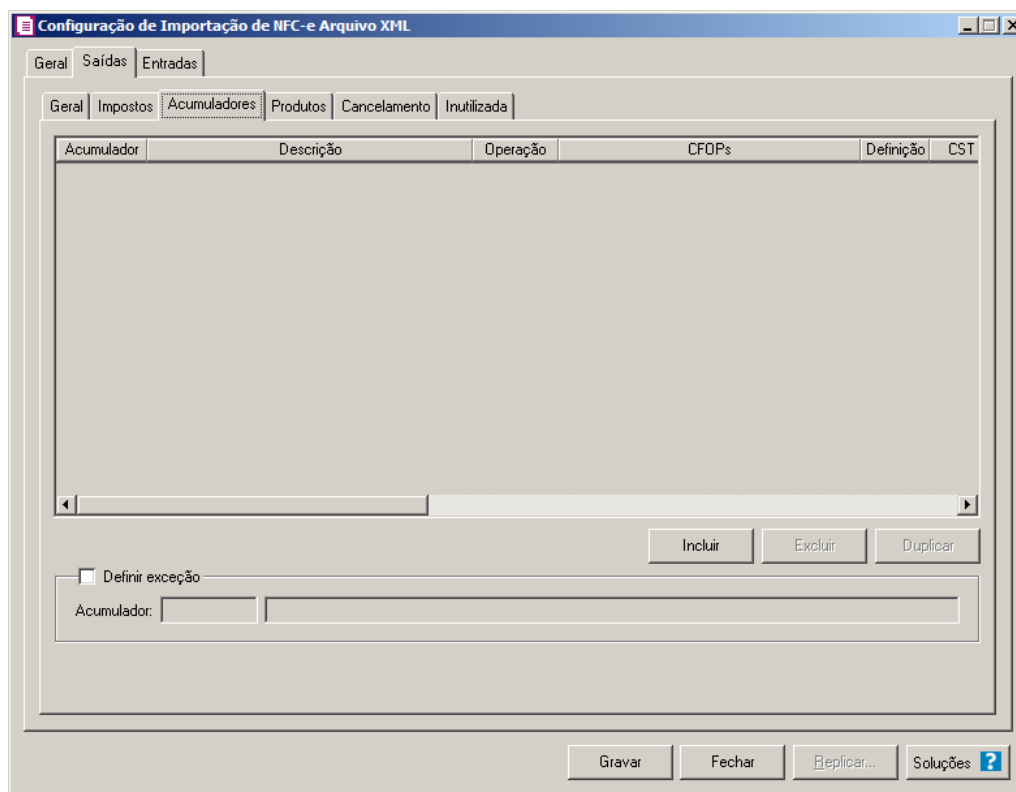 Configuração de Importação de NFC-e Arquivo XML
Geral Saídas Entradas
Geral Impostos Acumuladores Produtos Cancelamento Inutilizada
Acumulador Descrição Operação CFOPs Definição CST
Incluir Excluir Duplicar
Definir exceção
Acumulador:
Gravar Fechar Replicar... Soluções ?